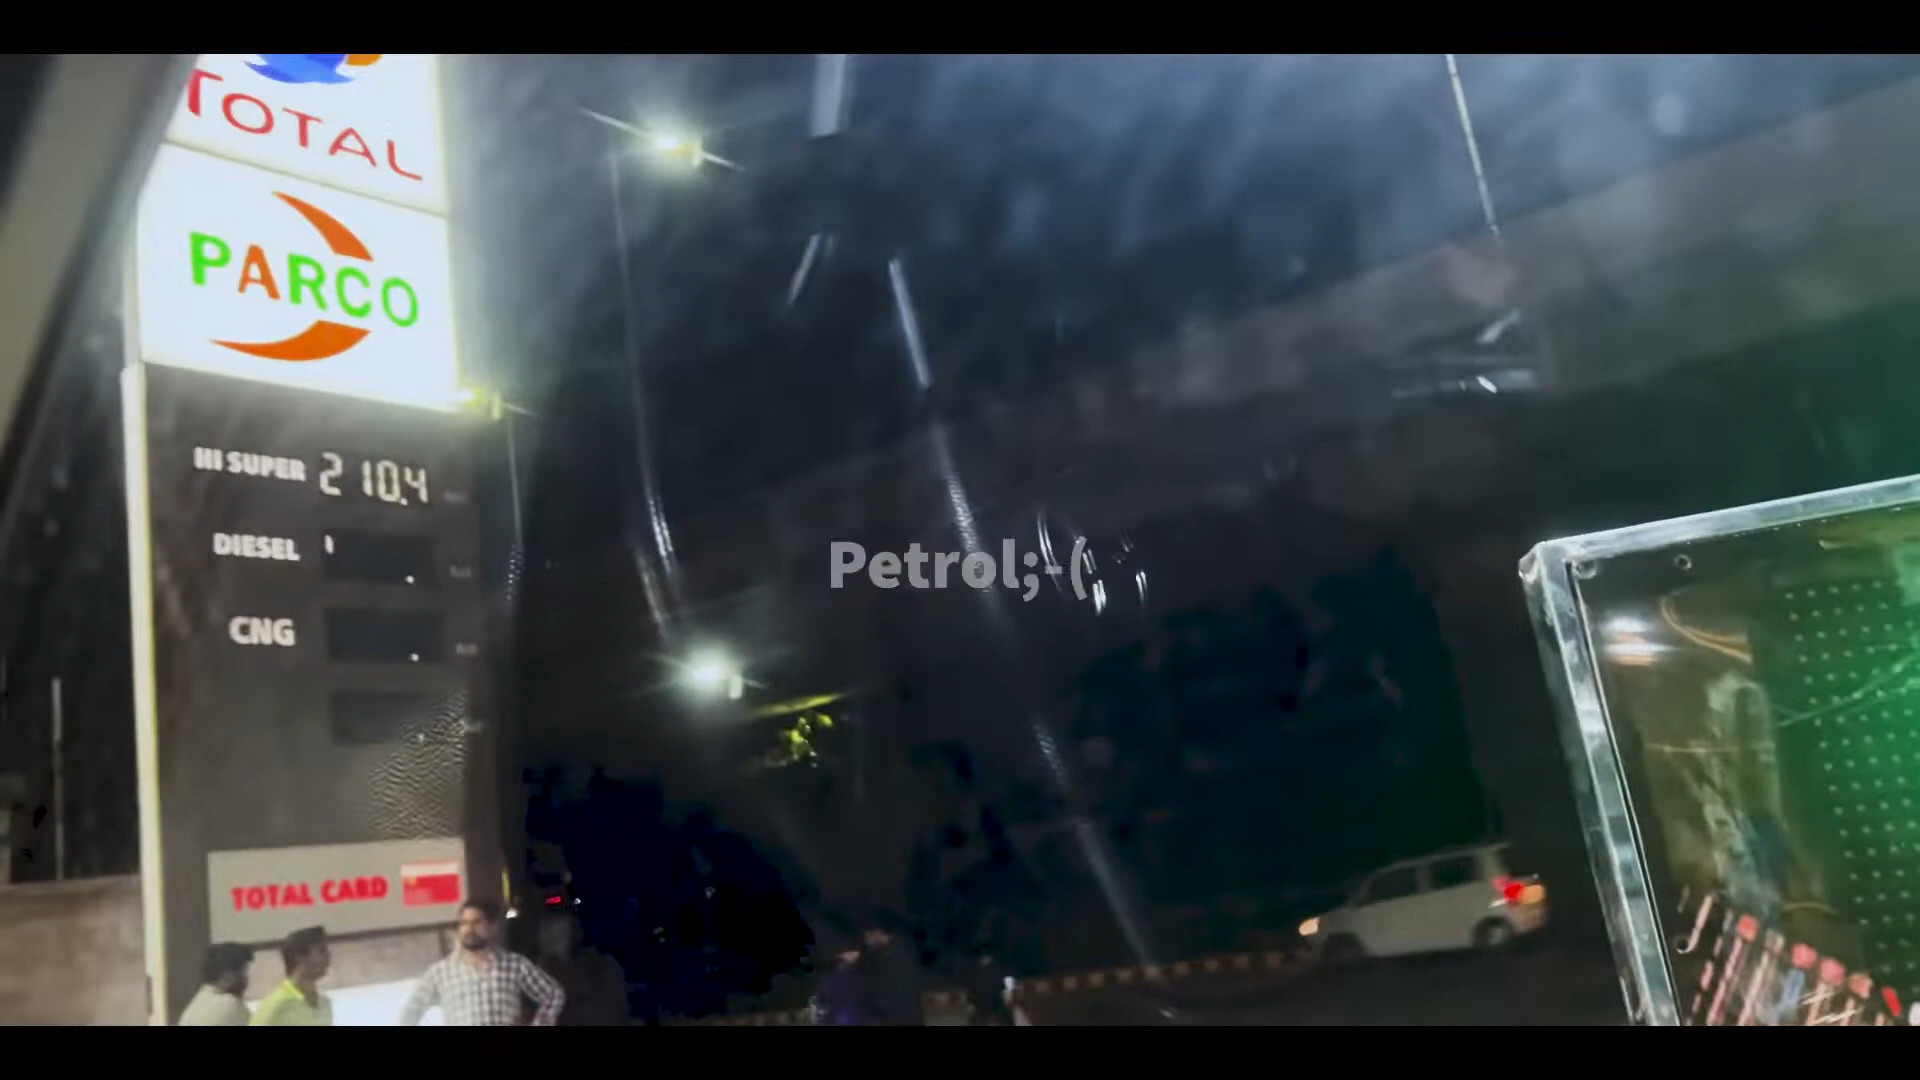 TOTAL
PARCO
HI SUPER 210.4
DIESEL
CNG
TOTAL CARD
Petrol;-(